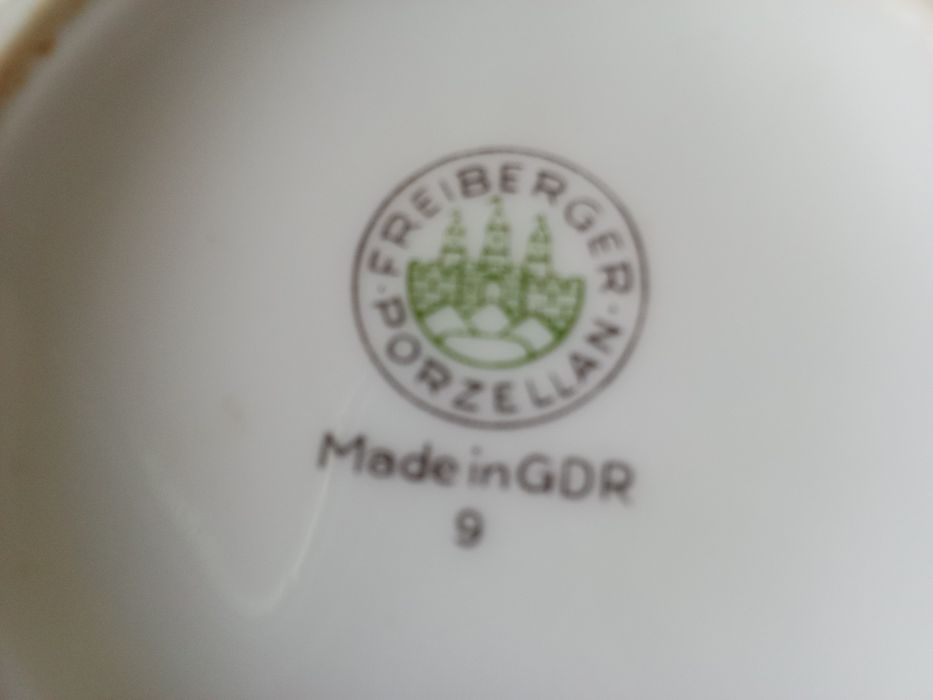 FREIBERGER
· PORZELLAN ·
Made in GDR
9